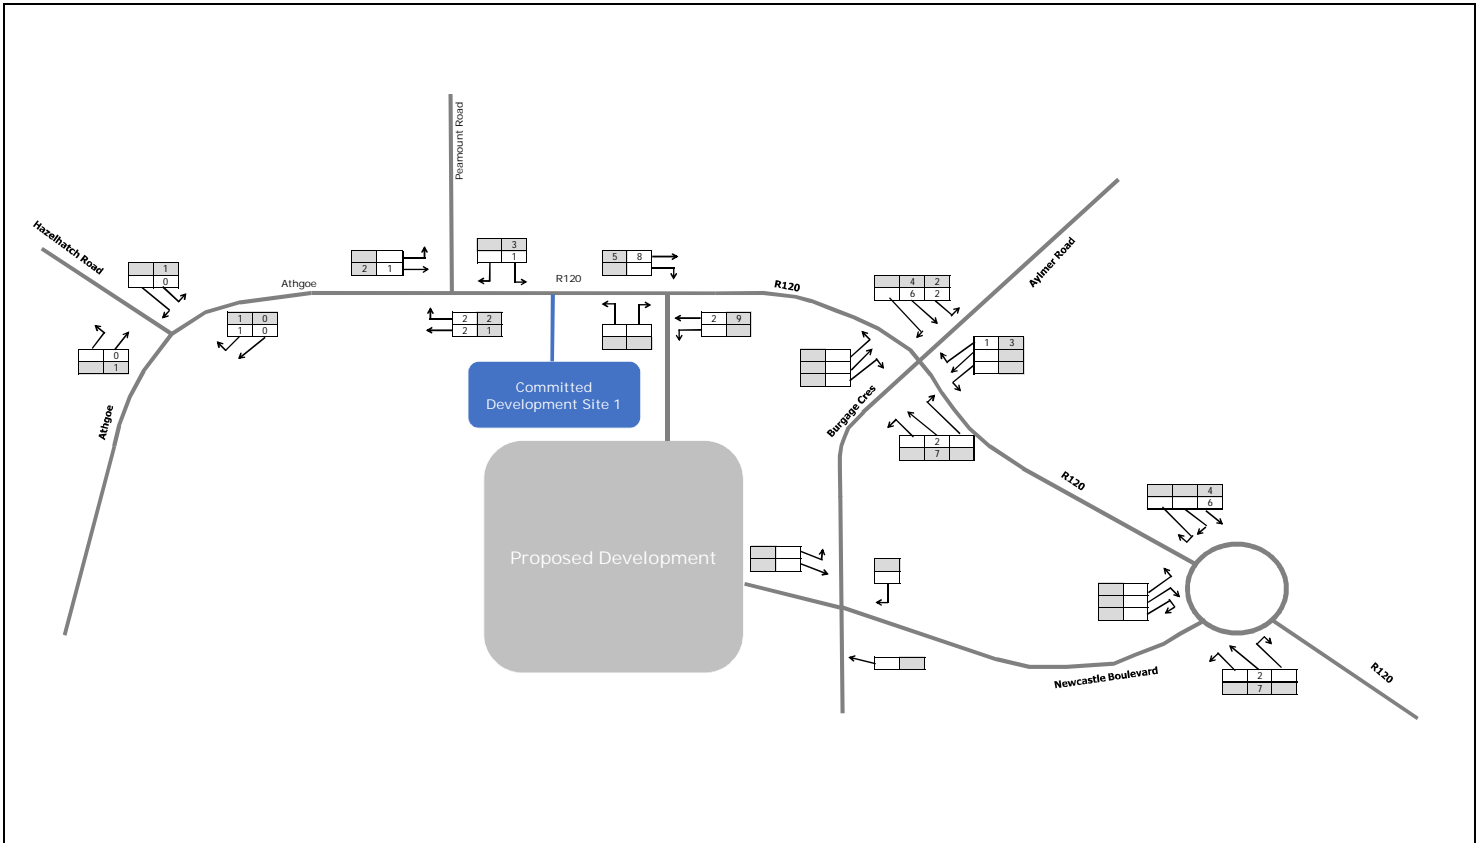 Peamount Road
Hazelhatch Road
1
0
Athgoe
2 1
3
1
R120
5 8
R120
Aylmer Road
4 2
6 2
1 0
1 0
2 2
2 1
2 9
1 3
0
1
Committed
Development Site 1
Athgoe
Burgage Cres
2
7
R120
4
6
Proposed Development
Newcastle Boulevard
2
7
R120